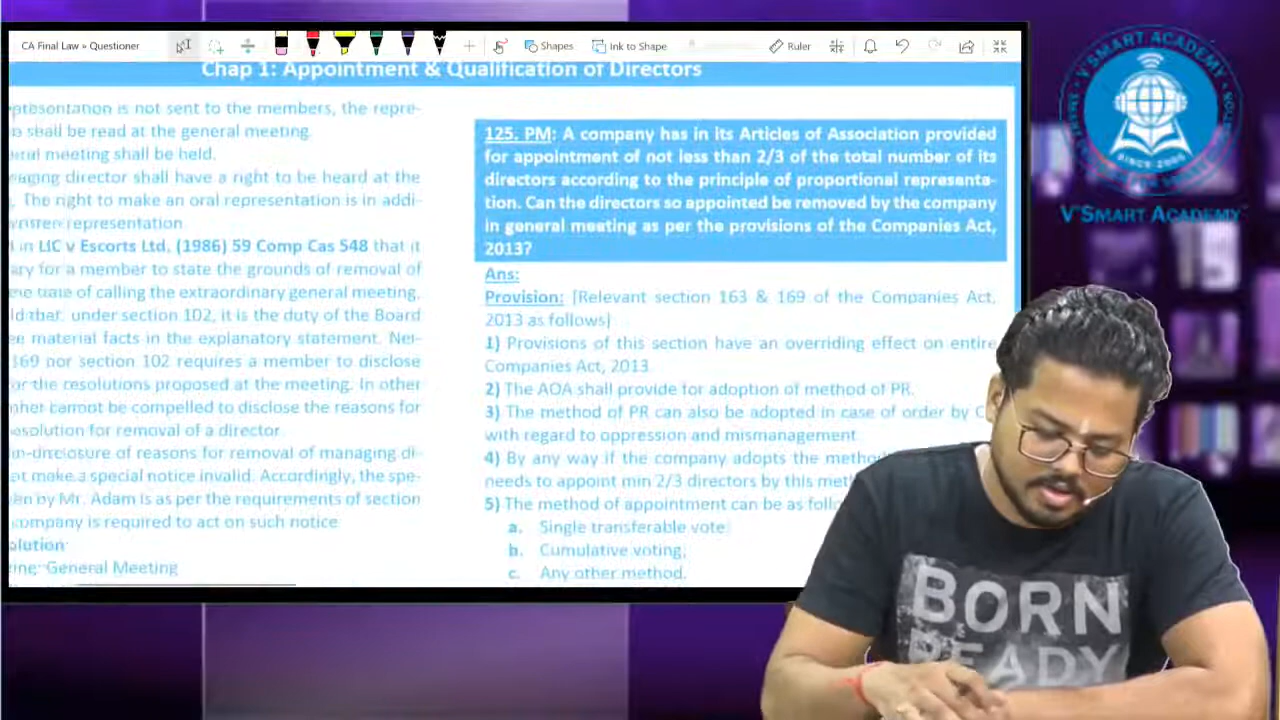 CA Final Law » Questioner
Shapes
Ink to Shape
Ruler
Chap 1: Appointment & Qualification of Directors
presentation is not sent to the members, the repre-
shall be read at the general meeting.
meeting shall be held.
director shall have a right to be heard at the
The right to make an oral representation is in addi-
written representation.
in LIC v Escorts Ltd, (1986) 59 Comp Cas 548 that it
for a member to state the grounds of removal of
of calling the extraordinary general meeting.
that, under section 102, it is the duty of the Board
material facts in the explanatory statement. Nei-
169 nor section 102 requires a member to disclose
for the resolutions proposed at the meeting. In other
cannot be compelled to disclose the reasons for
resolution for removal of a director.
of reasons for removal of managing di-
make a special notice invalid. Accordingly, the spe-
by Mr. Adam is as per the requirements of section
company is required to act on such notice
General Meeting
125. PM: A company has in its Articles of Association provided
for appointment of not less than 2/3 of the total number of its
directors according to the principle of proportional representa-
tion. Can the directors so appointed be removed by the company
in general meeting as per the provisions of the Companies Act,
2013?
Ans:
Provision: [Relevant section 163 & 169 of the Companies Act,
2013 as follows]
1) Provisions of this section have an overriding effect on entire
Companies Act, 2013.
2) The AOA shall provide for adoption of method of PR.
3) The method of PR can also be adopted in case of order by
with regard to oppression and mismanagement.
4) By any way if the company adopts the
needs to appoint min 2/3 directors by this
5) The method of appointment can be as
a. Single transferable vote;
b. Cumulative voting;
c. Any other method.
V'SMART ACADEMY
SINCE 2006
V'SMART ACADEMY
BORN
READY